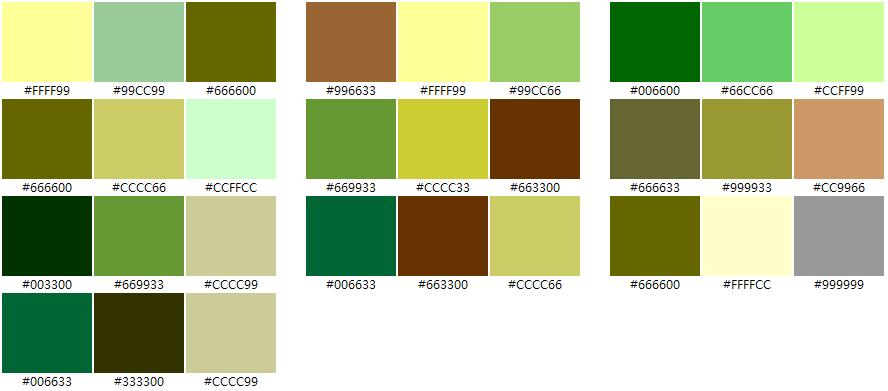 #FFFF99 #99CC99 #666600 #996633 #FFFF99 #99CC66 #006600 #66CC66 #CCFF99
#666600 #CCCC66 #CCFFCC #669933 #CCCC33 #663300 #666633 #999933 #CC9966
#003300 #669933 #CCCC99 #006633 #663300 #CCCC66 #666600 #FFFFCC #999999
#006633 #333300 #CCCC99